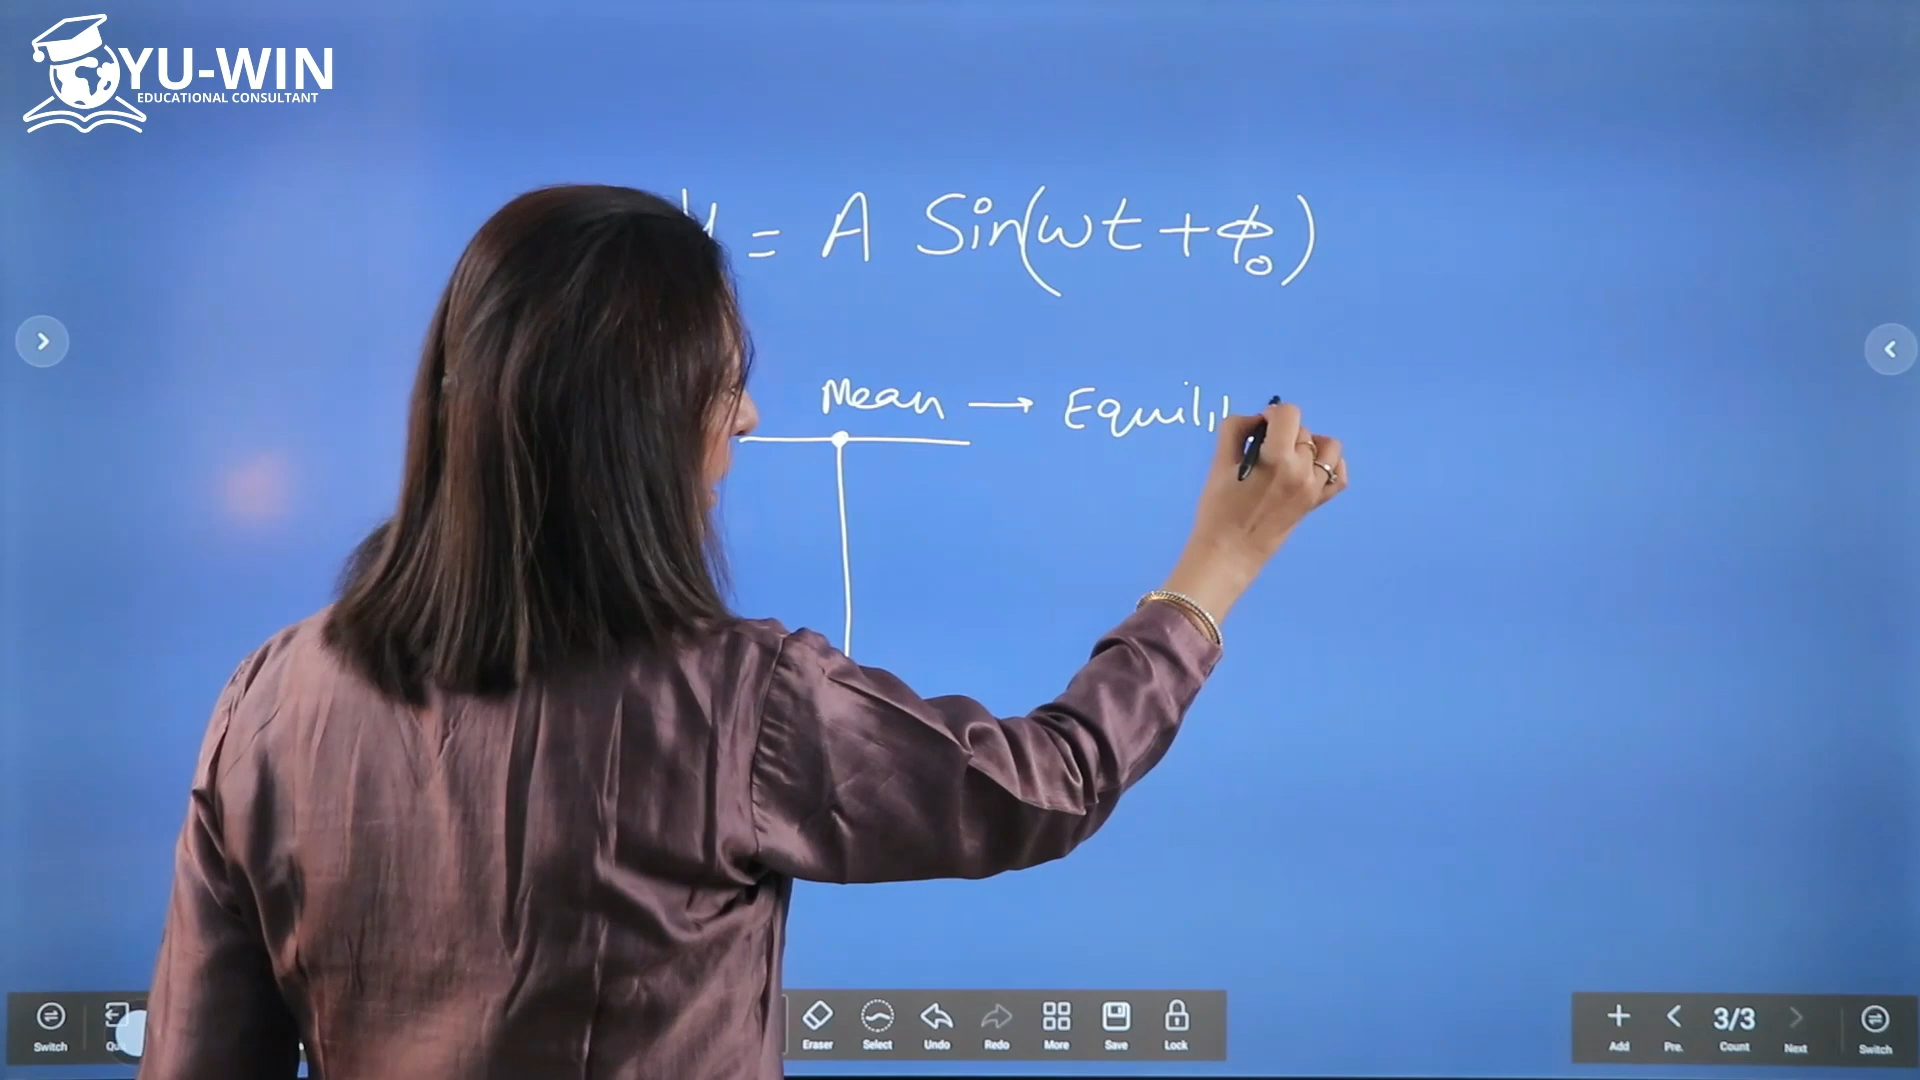 YU-WIN
EDUCATIONAL CONSULTANT
= A Sin(ωt + φ₀)
Mean → Equili
Switch
Eraser Select Undo Redo More Save Lock
3/3
Add Pre. Count Next Switch